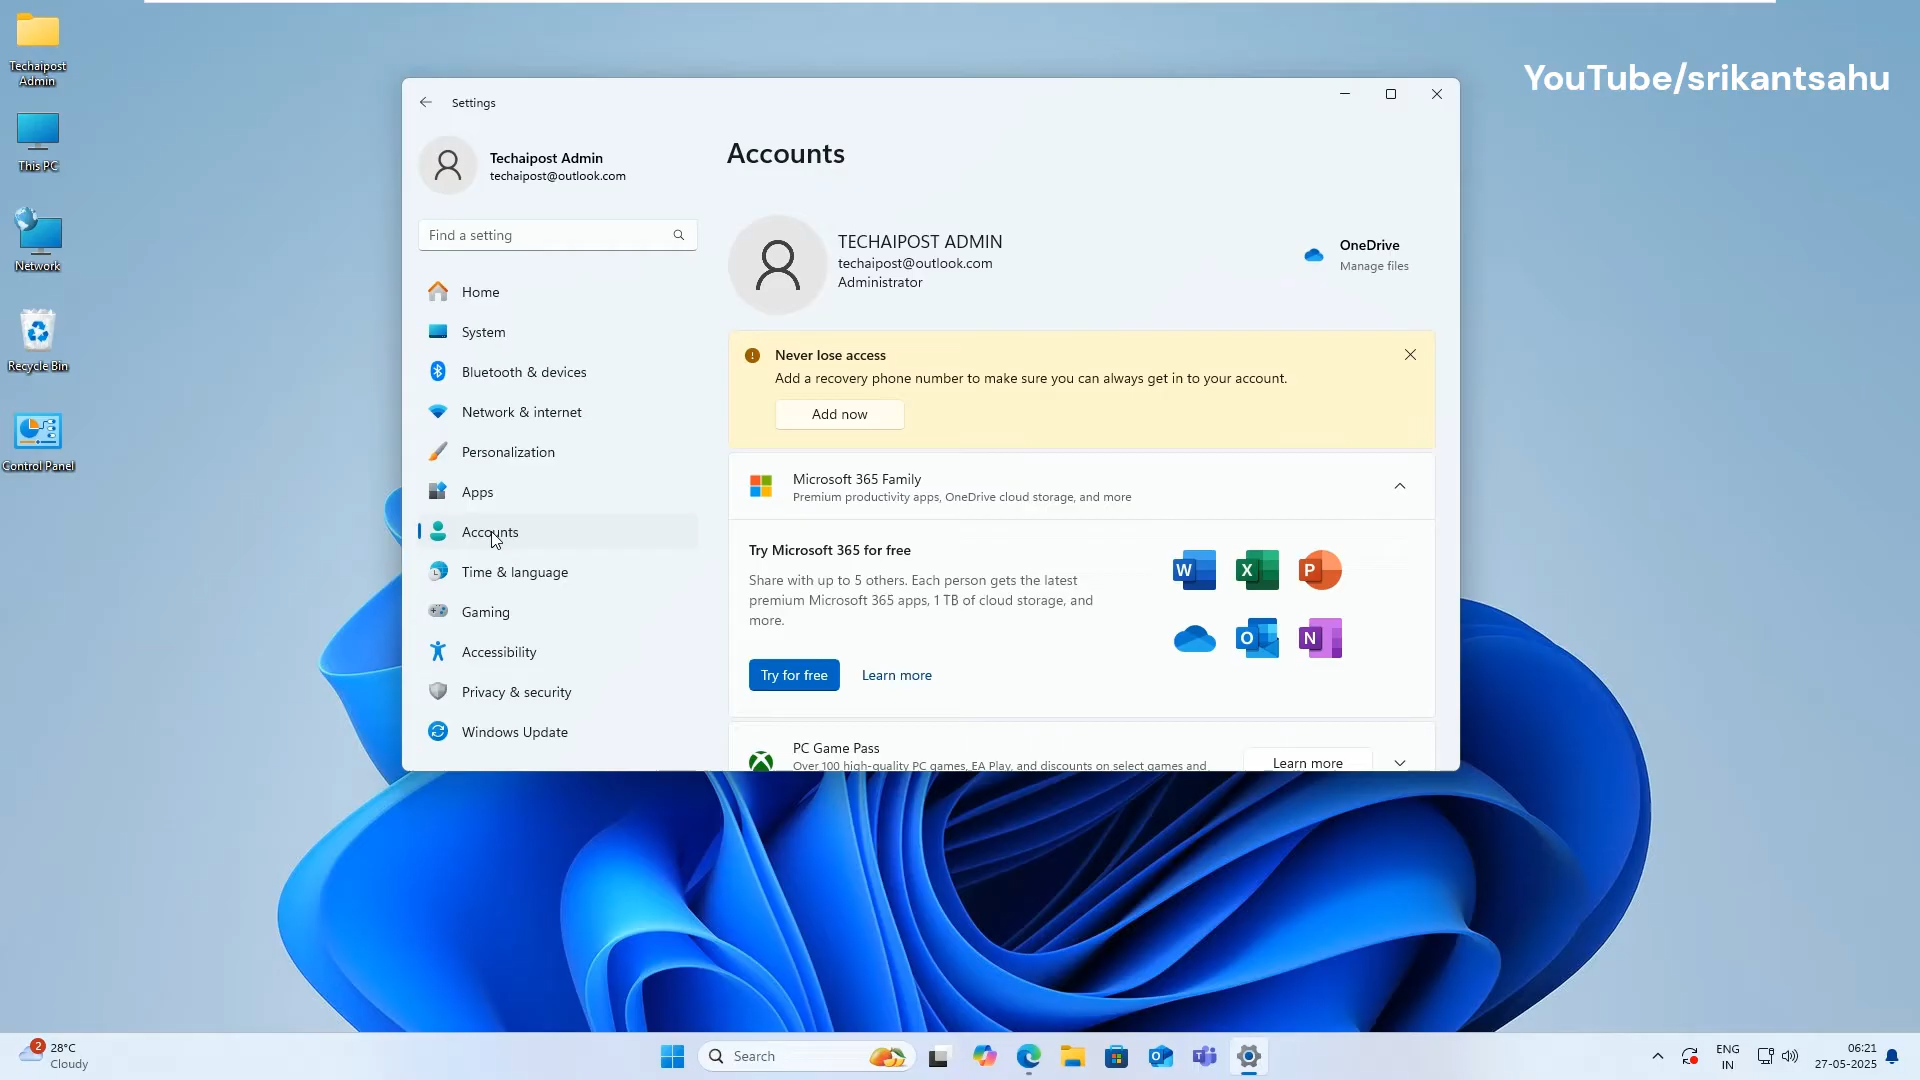 YouTube/srikantsahu
Techaipost
Admin
This PC
Network
Recycle Bin
Control Panel
Settings
Techaipost Admin
techaipost@outlook.com
Find a setting
Home
System
Bluetooth & devices
Network & internet
Personalization
Apps
Accounts
Time & language
Gaming
Accessibility
Privacy & security
Windows Update
Accounts
TECHAIPOST ADMIN
techaipost@outlook.com
Administrator
OneDrive
Manage files
Never lose access
Add a recovery phone number to make sure you can always get in to your account.
Add now
Microsoft 365 Family
Premium productivity apps, OneDrive cloud storage, and more
Try Microsoft 365 for free
Share with up to 5 others. Each person gets the latest
premium Microsoft 365 apps, 1 TB of cloud storage, and
more.
W X P
O N
Try for free
Learn more
PC Game Pass
Over 100 high-quality PC games, EA Play, and discounts on select games and
Learn more
2
28°C
Cloudy
Search
ENG
IN
06:21
27-05-2025